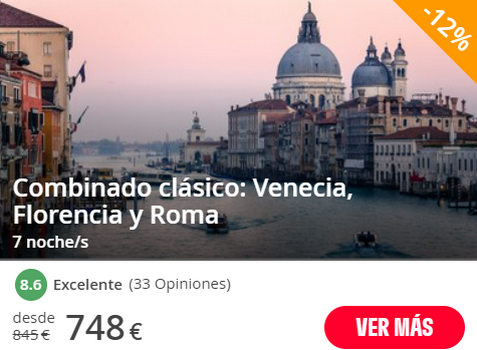 -12%
Combinado clásico: Venecia,
Florencia y Roma
7 noche/s
8.6 Excelente (33 Opiniones)
desde
845 € 748 €
VER MÁS